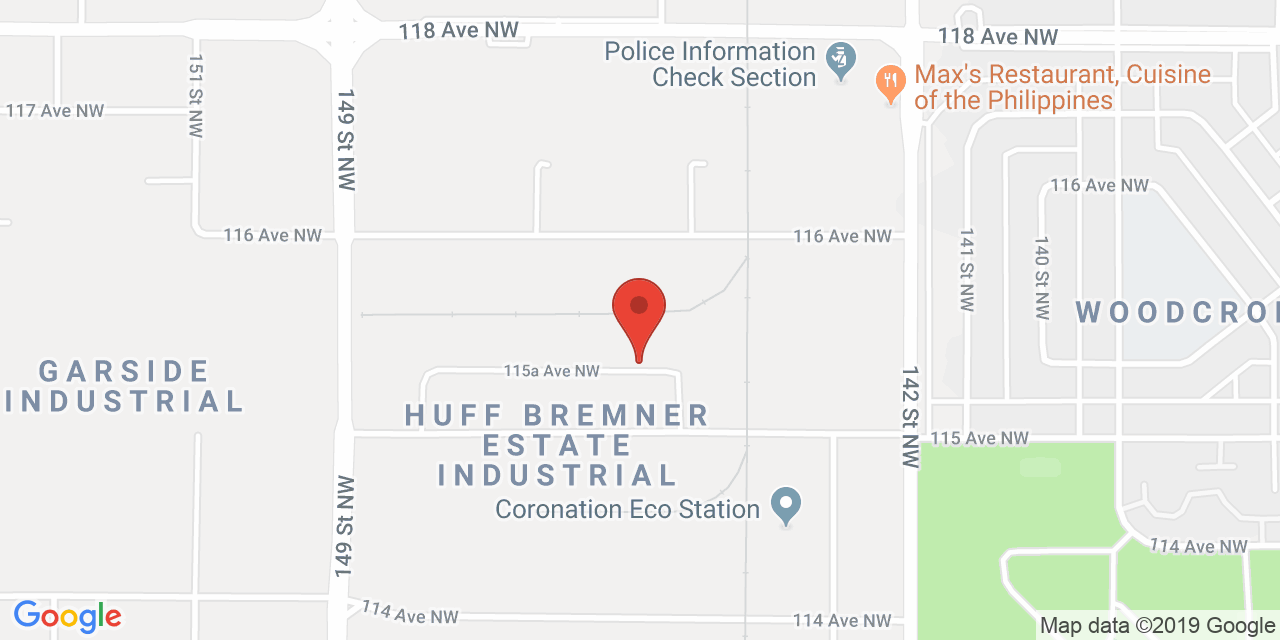 118 Ave NW
118 Ave NW
Police Information
Check Section
Max's Restaurant, Cuisine
of the Philippines
151 St NW
149 St NW
117 Ave NW
116 Ave NW
116 Ave NW
116 Ave NW
141 St NW
140 St NW
WOODCRO
GARSIDE
INDUSTRIAL
115a Ave NW
HUFF BREMNER
ESTATE
INDUSTRIAL
142 St NW
115 Ave NW
149 St NW
Coronation Eco Station
114 Ave NW
114 Ave NW
114 Ave NW
Google
Map data ©2019 Google